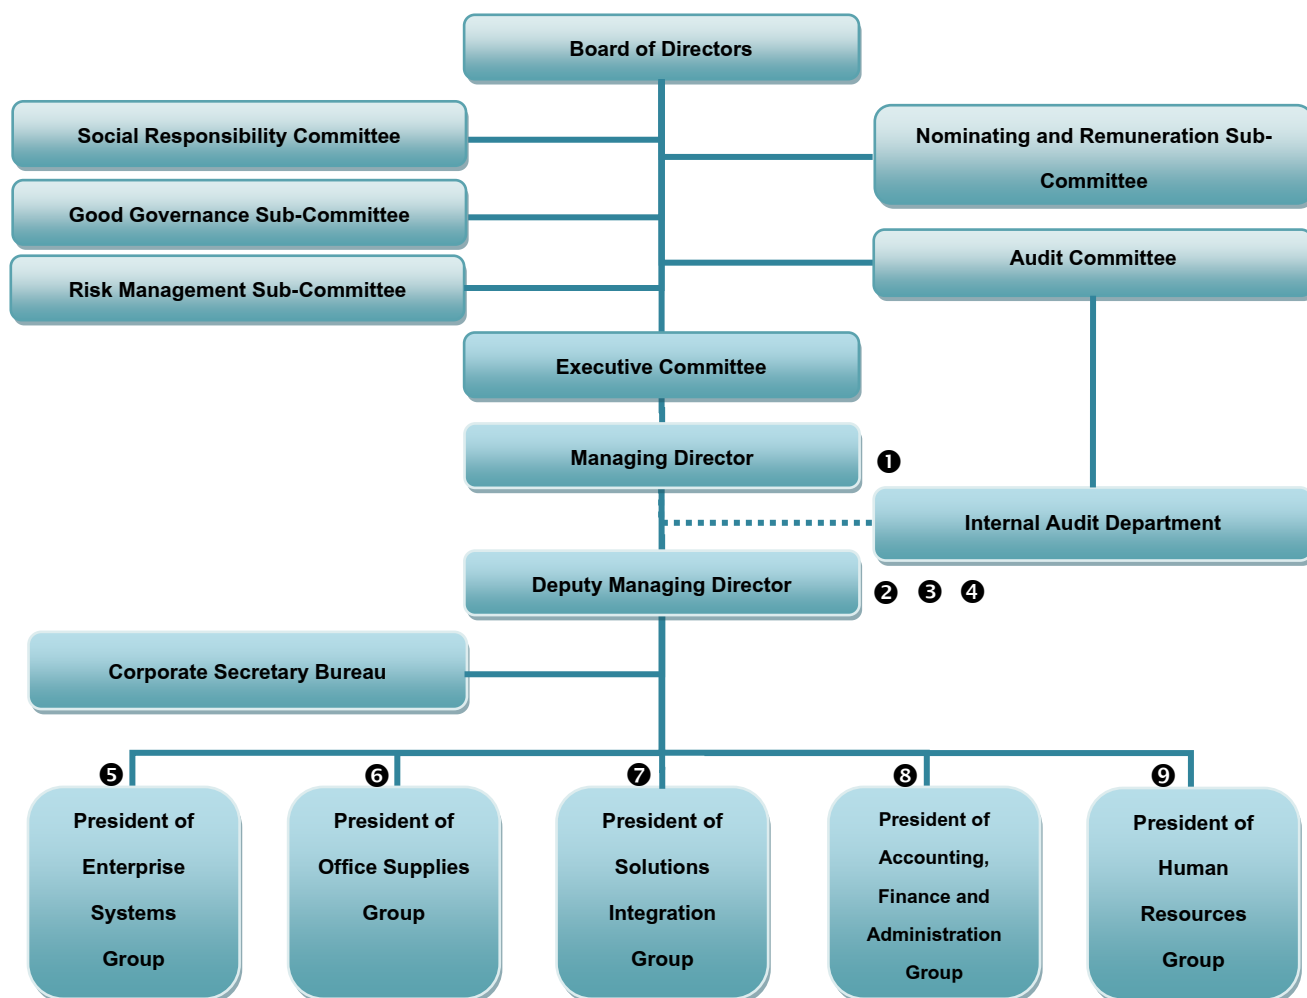 Board of Directors
Social Responsibility Committee
Nominating and Remuneration Sub-
Committee
Good Governance Sub-Committee
Audit Committee
Risk Management Sub-Committee
Executive Committee
Managing Director
❶
Internal Audit Department
Deputy Managing Director
❷ ❸ ❹
Corporate Secretary Bureau
❺
President of
Enterprise
Systems
Group
❻
President of
Office Supplies
Group
❼
President of
Solutions
Integration
Group
❽
President of
Accounting,
Finance and
Administration
Group
❾
President of
Human
Resources
Group